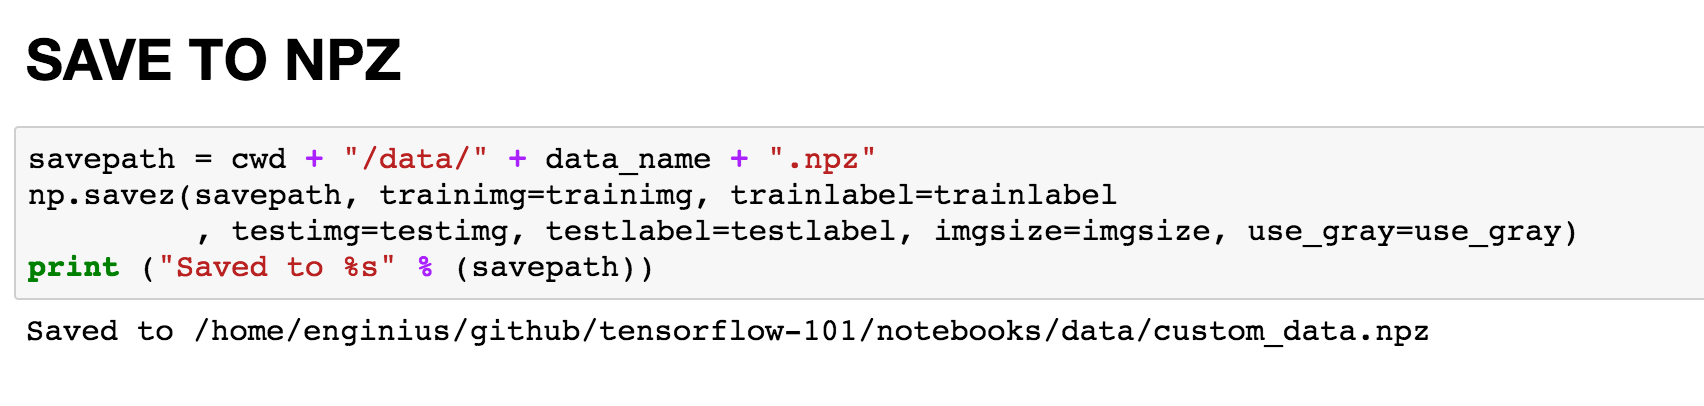 SAVE TO NPZ
savepath = cwd + "/data/" + data_name + ".npz"
np.savez(savepath, trainimg=trainimg, trainlabel=trainlabel
         , testimg=testimg, testlabel=testlabel, imgsize=imgsize, use_gray=use_gray)
print ("Saved to %s" % (savepath))
Saved to /home/enginius/github/tensorflow-101/notebooks/data/custom_data.npz